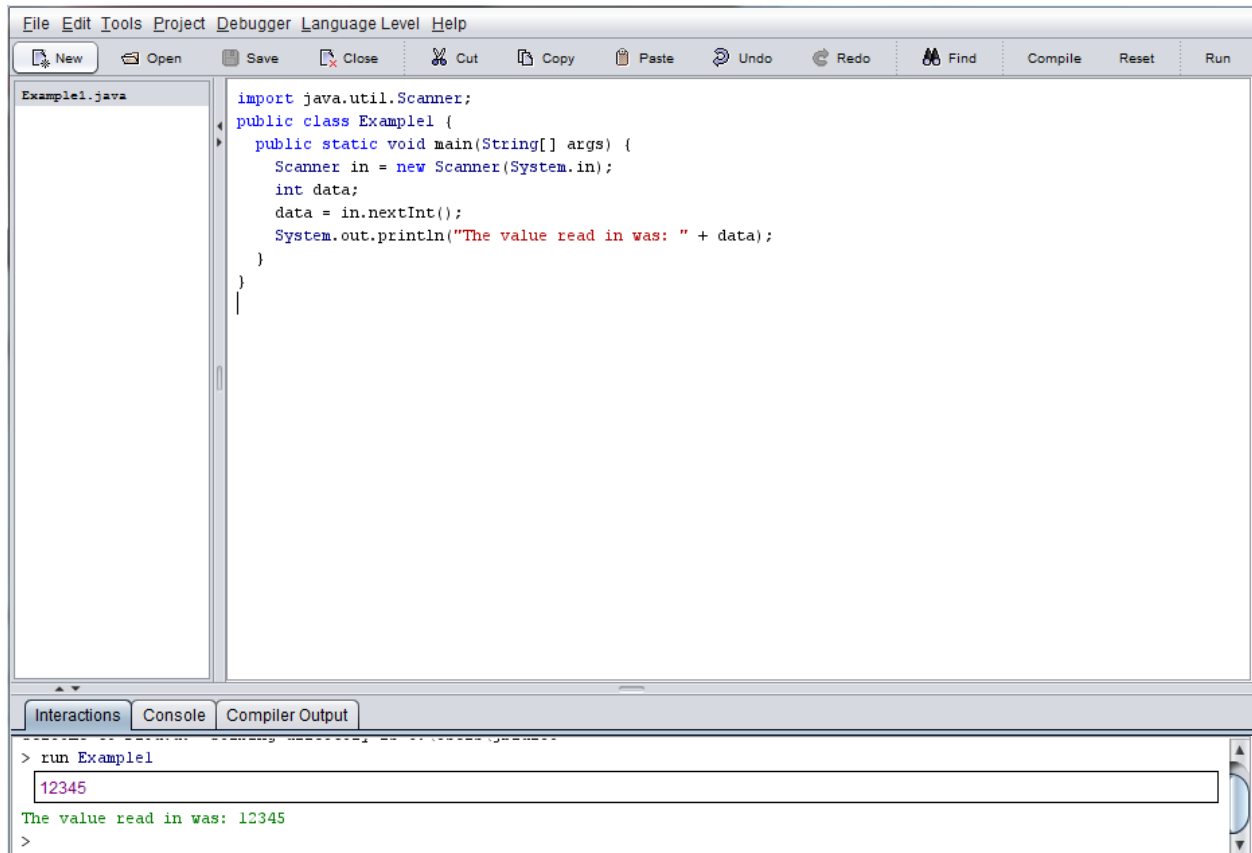 File Edit Tools Project Debugger Language Level Help
New Open Save Close Cut Copy Paste Undo Redo Find Compile Reset Run
Example1.java
import java.util.Scanner;
public class Example1 {
  public static void main(String[] args) {
    Scanner in = new Scanner(System.in);
    int data;
    data = in.nextInt();
    System.out.println("The value read in was: " + data);
  }
}
Interactions Console Compiler Output
> run Example1
12345
The value read in was: 12345
>